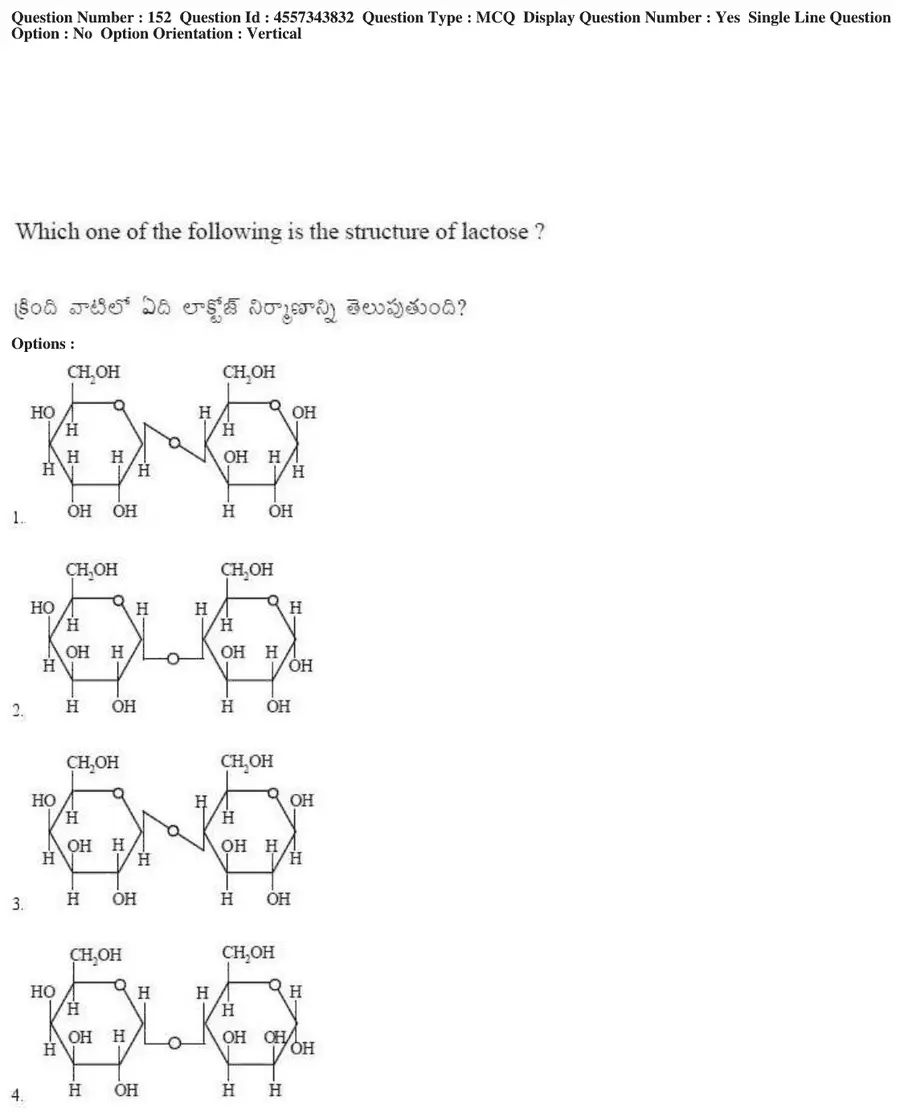 Question Number : 152 Question Id : 4557343832 Question Type : MCQ Display Question Number : Yes Single Line Question
Option : No Option Orientation : Vertical
Which one of the following is the structure of lactose ?
క్రింది వాటిలో ఏది లాక్టోజ్ నిర్మాణాన్ని తెలుపుతుంది?
Options :
CH₂OH CH₂OH
HO O H O OH
H H
H H OH H
H H H
OH OH H OH
1.
CH₂OH CH₂OH
HO O H H O H
H H
OH H OH H
H O OH
H OH H OH
2.
CH₂OH CH₂OH
HO O H O OH
H O H
OH H OH H
H H H
H OH H OH
3.
CH₂OH CH₂OH
HO O H H O H
H H
OH H OH OH
H O OH
H OH H H
4.